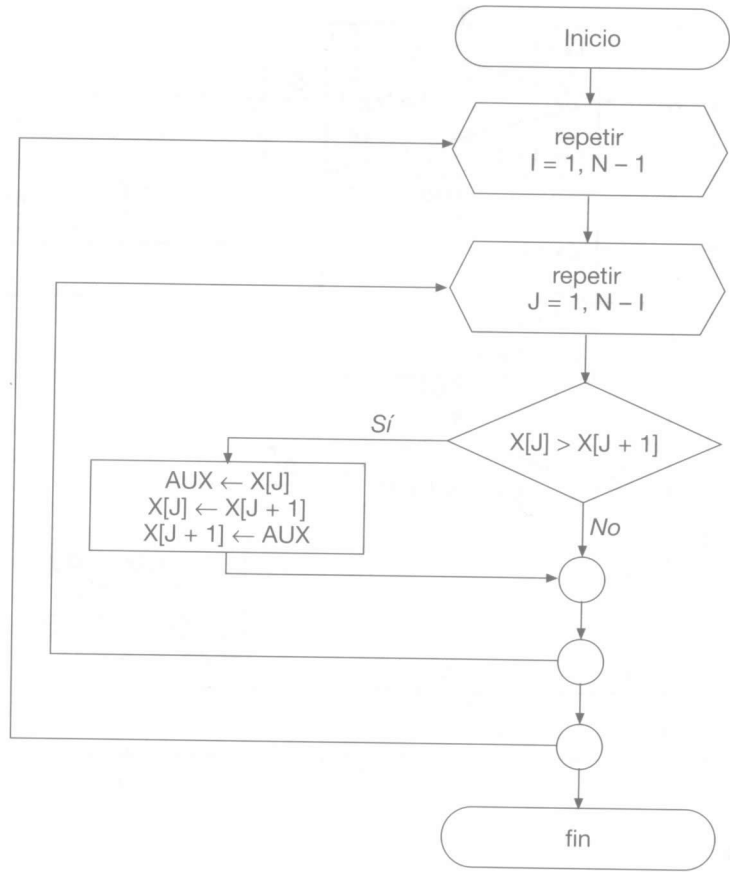 Inicio
repetir
I = 1, N – 1
repetir
J = 1, N – I
Sí
X[J] > X[J + 1]
AUX ← X[J]
X[J] ← X[J + 1]
X[J + 1] ← AUX
No
fin